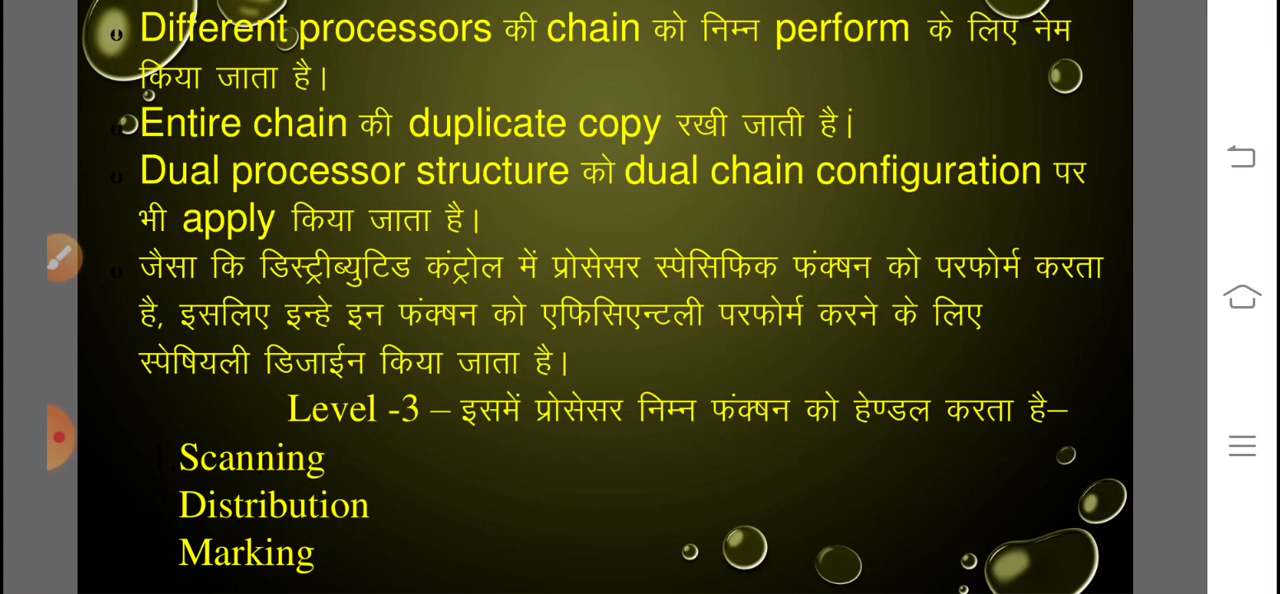 Different processors की chain को निम्न perform के लिए नेम
किया जाता है।
Entire chain की duplicate copy रखी जाती है।
Dual processor structure को dual chain configuration पर
भी apply किया जाता है।
जैसा कि डिस्ट्रीब्युटिड कंट्रोल में प्रोसेसर स्पेसिफिक फंक्षन को परफोर्म करता
है, इसलिए इन्हे इन फंक्षन को एफिसिएन्टली परफोर्म करने के लिए
स्पेषियली डिजाईन किया जाता है।
Level -3 – इसमें प्रोसेसर निम्न फंक्षन को हेण्डल करता है–
1. Scanning
Distribution
Marking